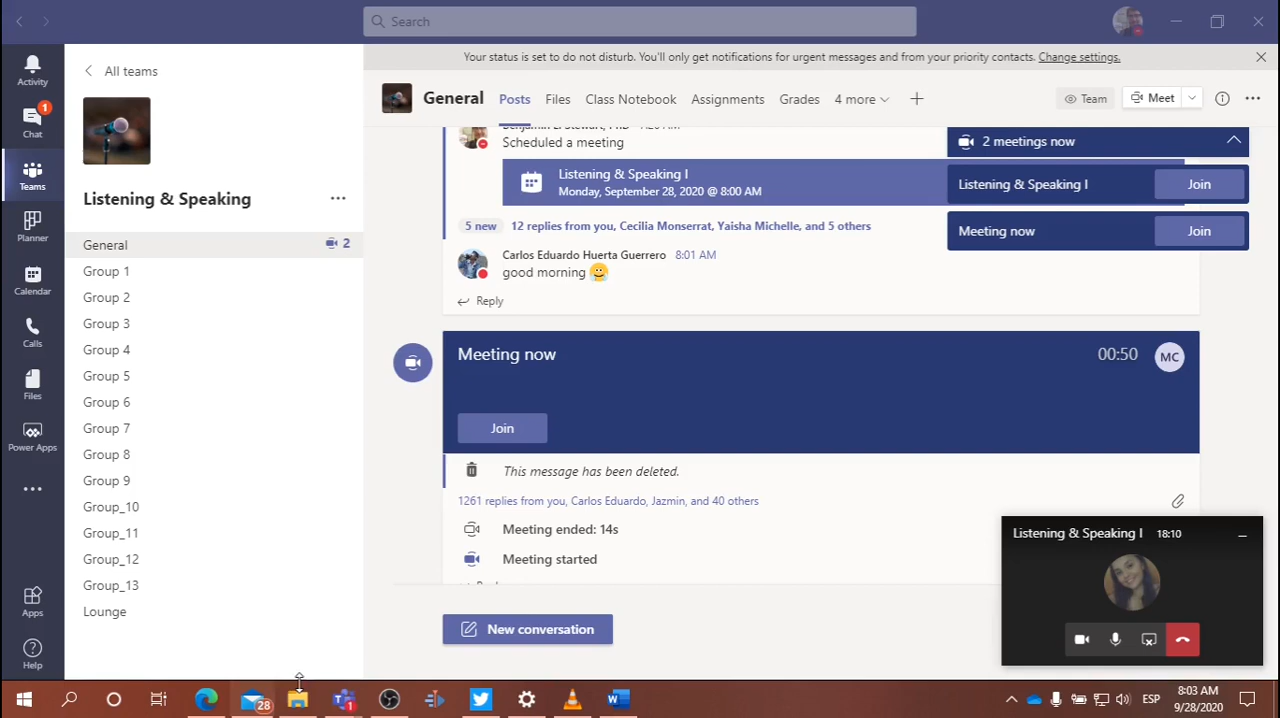 Search
Your status is set to do not disturb. You'll only get notifications for urgent messages and from your priority contacts. Change settings.
Activity
Chat
1
Teams
Planner
Calendar
Calls
Files
Power Apps
Apps
Help
All teams
Listening & Speaking
General 2
Group 1
Group 2
Group 3
Group 4
Group 5
Group 6
Group 7
Group 8
Group 9
Group_10
Group_11
Group_12
Group_13
Lounge
General Posts Files Class Notebook Assignments Grades 4 more Team Meet
Scheduled a meeting
Listening & Speaking I
Monday, September 28, 2020 @ 8:00 AM
5 new 12 replies from you, Cecilia Monserrat, Yaisha Michelle, and 5 others
Carlos Eduardo Huerta Guerrero 8:01 AM
good morning
Reply
2 meetings now
Listening & Speaking I Join
Meeting now Join
Meeting now 00:50 MC
Join
This message has been deleted.
1261 replies from you, Carlos Eduardo, Jazmin, and 40 others
Meeting ended: 14s
Meeting started
New conversation
Listening & Speaking I 18:10
28
1
ESP
8:03 AM
9/28/2020